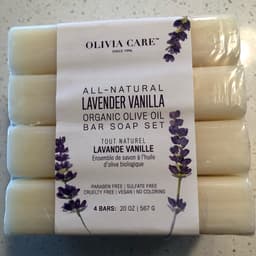 OLIVIA CARE™
SINCE 1996
ALL-NATURAL
LAVENDER VANILLA
ORGANIC OLIVE OIL
BAR SOAP SET
TOUT NATUREL
LAVANDE VANILLE
Ensemble de savon à l'huile
d'olive biologique
PARABEN FREE | SULFATE FREE
CRUELTY FREE | VEGAN | NO COLORING
4 BARS: 20 OZ | 567 G